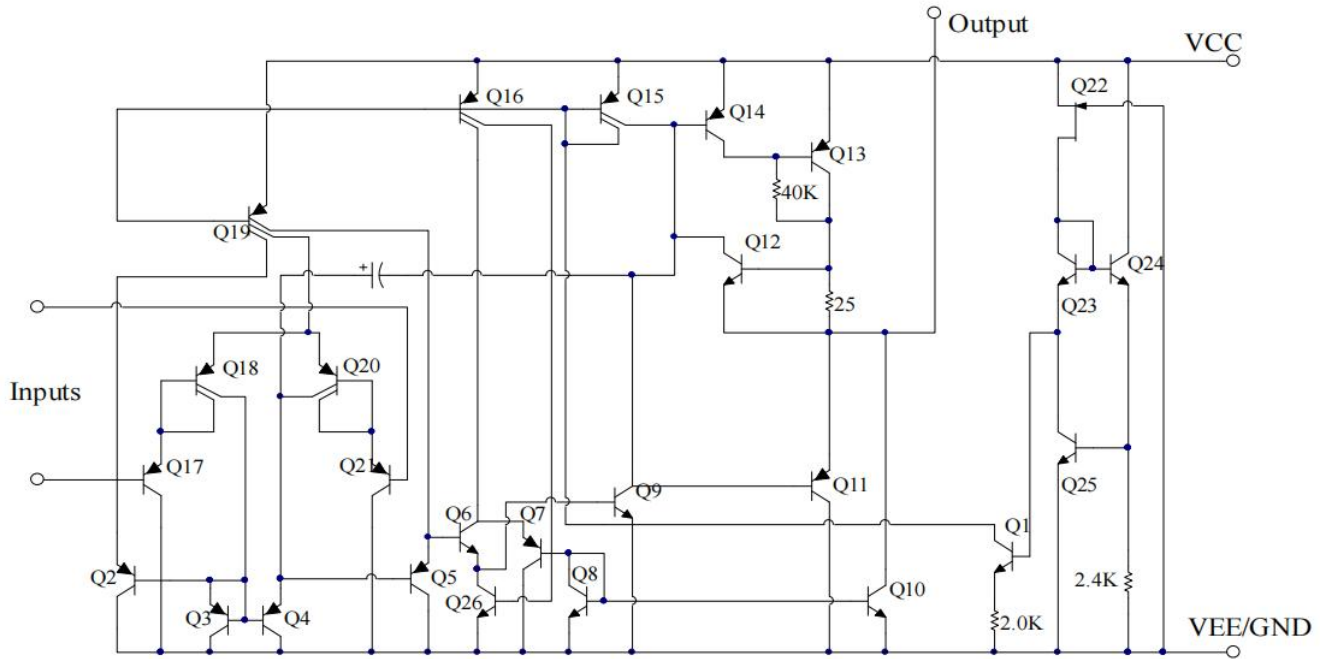 Output
VCC
Q22
Q16
Q15
Q14
Q13
40K
Q19
Q12
Q24
Q23
25
Q18
Q20
Inputs
Q17
Q21
Q25
Q11
Q9
Q6
Q7
Q1
Q2
Q5
Q8
Q26
Q10
2.4K
Q3
Q4
2.0K
VEE/GND
+